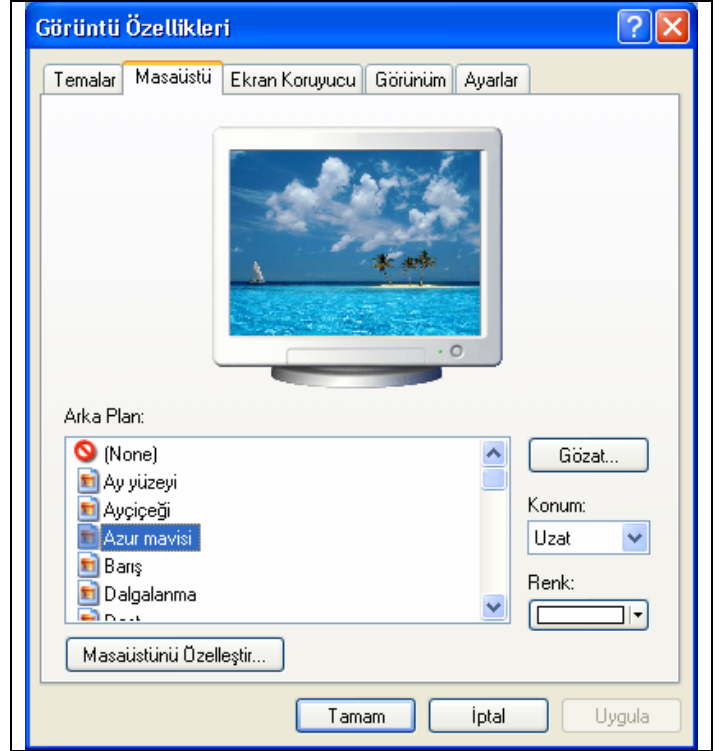 Görüntü Özellikleri
Temalar Masaüstü Ekran Koruyucu Görünüm Ayarlar
Arka Plan:
(None)
Ay yüzeyi
Ayçiçeği
Azur mavisi
Barış
Dalgalanma
Gözat...
Konum:
Uzat
Renk:
Masaüstünü Özelleştir...
Tamam İptal Uygula